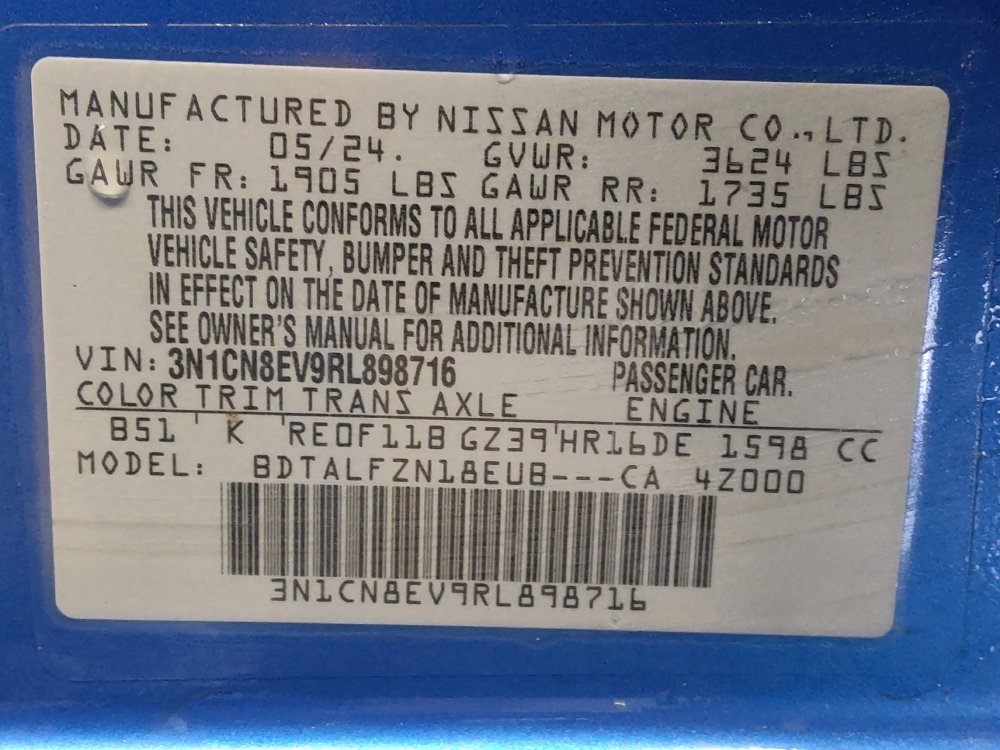 MANUFACTURED BY NISSAN MOTOR CO., LTD.
DATE: 05/24. GVWR: 3624 LBS
GAWR FR: 1905 LBS GAWR RR: 1735 LBS
THIS VEHICLE CONFORMS TO ALL APPLICABLE FEDERAL MOTOR
VEHICLE SAFETY, BUMPER AND THEFT PREVENTION STANDARDS
IN EFFECT ON THE DATE OF MANUFACTURE SHOWN ABOVE.
SEE OWNER'S MANUAL FOR ADDITIONAL INFORMATION.
VIN: 3N1CN8EV9RL898716 PASSENGER CAR.
COLOR TRIM TRANS AXLE ENGINE
B51 K RE0F11B GZ39 HR16DE 1598 CC
MODEL: BDTALFZN18EUB---CA 4Z000
3N1CN8EV9RL898716